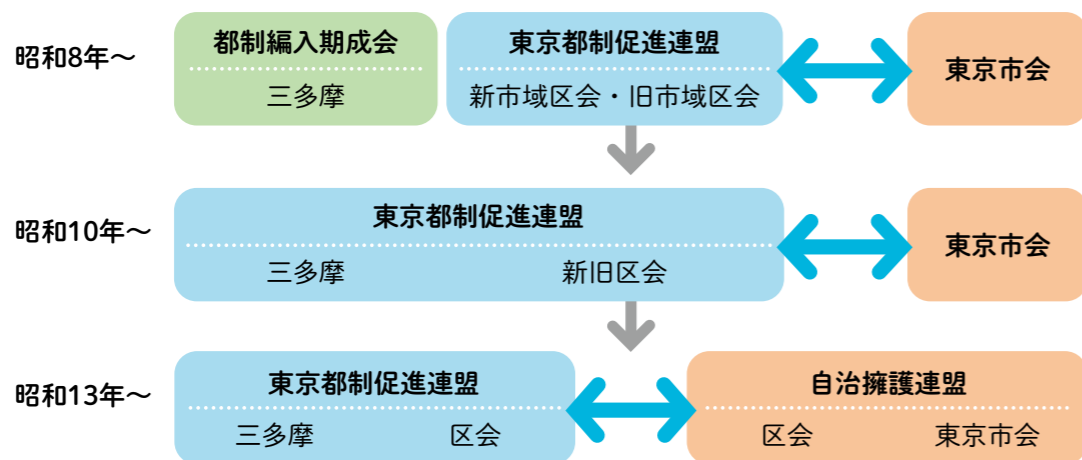 昭和8年〜
都制編入期成会
三多摩
東京都制促進連盟
新市域区会・旧市域区会
東京市会
昭和10年〜
東京都制促進連盟
三多摩 新旧区会
東京市会
昭和13年〜
東京都制促進連盟
三多摩 区会
自治擁護連盟
区会 東京市会